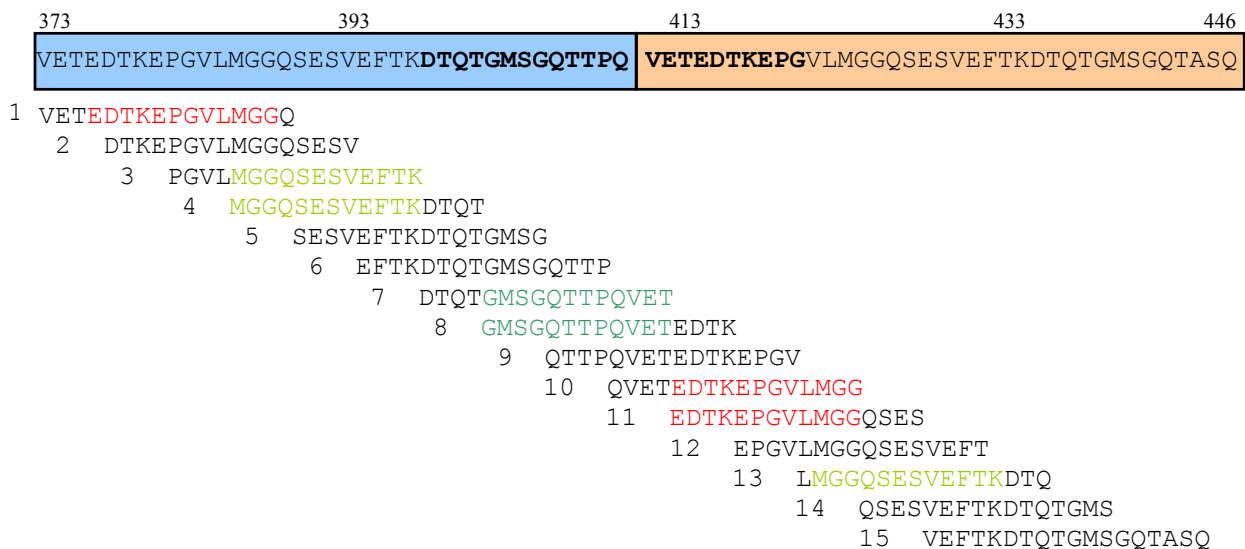 373 393 413 433 446
VETEDTKEPGVLMGGQSESVEFTKDTQTGMSGQTTPQ VETEDTKEPGVLMGGQSESVEFTKDTQTGMSGQTASQ
1 VETEDTKEPGVLMGGQ
2 DTKEPGVLMGGQSESV
3 PGVLMGGQSESVEFTK
4 MGGQSESVEFTKDTQT
5 SESVEFTKDTQTGMSG
6 EFTKDTQTGMSGQTTP
7 DTQTGMSGQTTPQVET
8 GMSGQTTPQVETEDTK
9 QTTPQVETEDTKEPGV
10 QVETEDTKEPGVLMGG
11 EDTKEPGVLMGGQSES
12 EPGVLMGGQSESVEFT
13 LMGGQSESVEFTKDTQ
14 QSESVEFTKDTQTGMS
15 VEFTKDTQTGMSGQTASQ